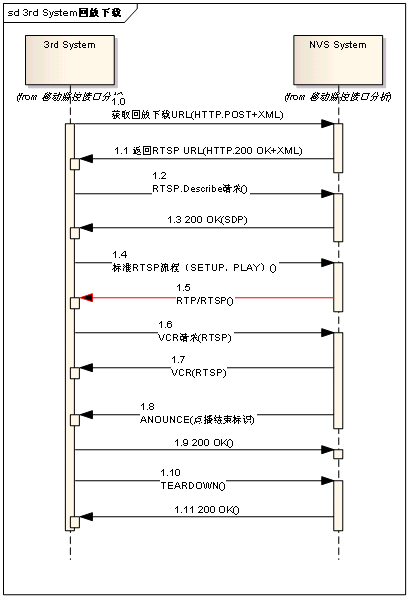 sd 3rd System回放下载
3rd System
NVS System
(from 移动监控接口分析)
(from 移动监控接口分析)
1.0
获取回放下载URL(HTTP.POST+XML)
1.1 返回RTSP URL(HTTP.200 OK+XML)
1.2
RTSP.Describe请求()
1.3 200 OK(SDP)
1.4
标准RTSP流程（SETUP、PLAY）()
1.5
RTP/RTSP()
1.6
VCR请求(RTSP)
1.7
VCR(RTSP)
1.8
ANOUNCE(点播结束标识)
1.9 200 OK()
1.10
TEARDOWN()
1.11 200 OK()